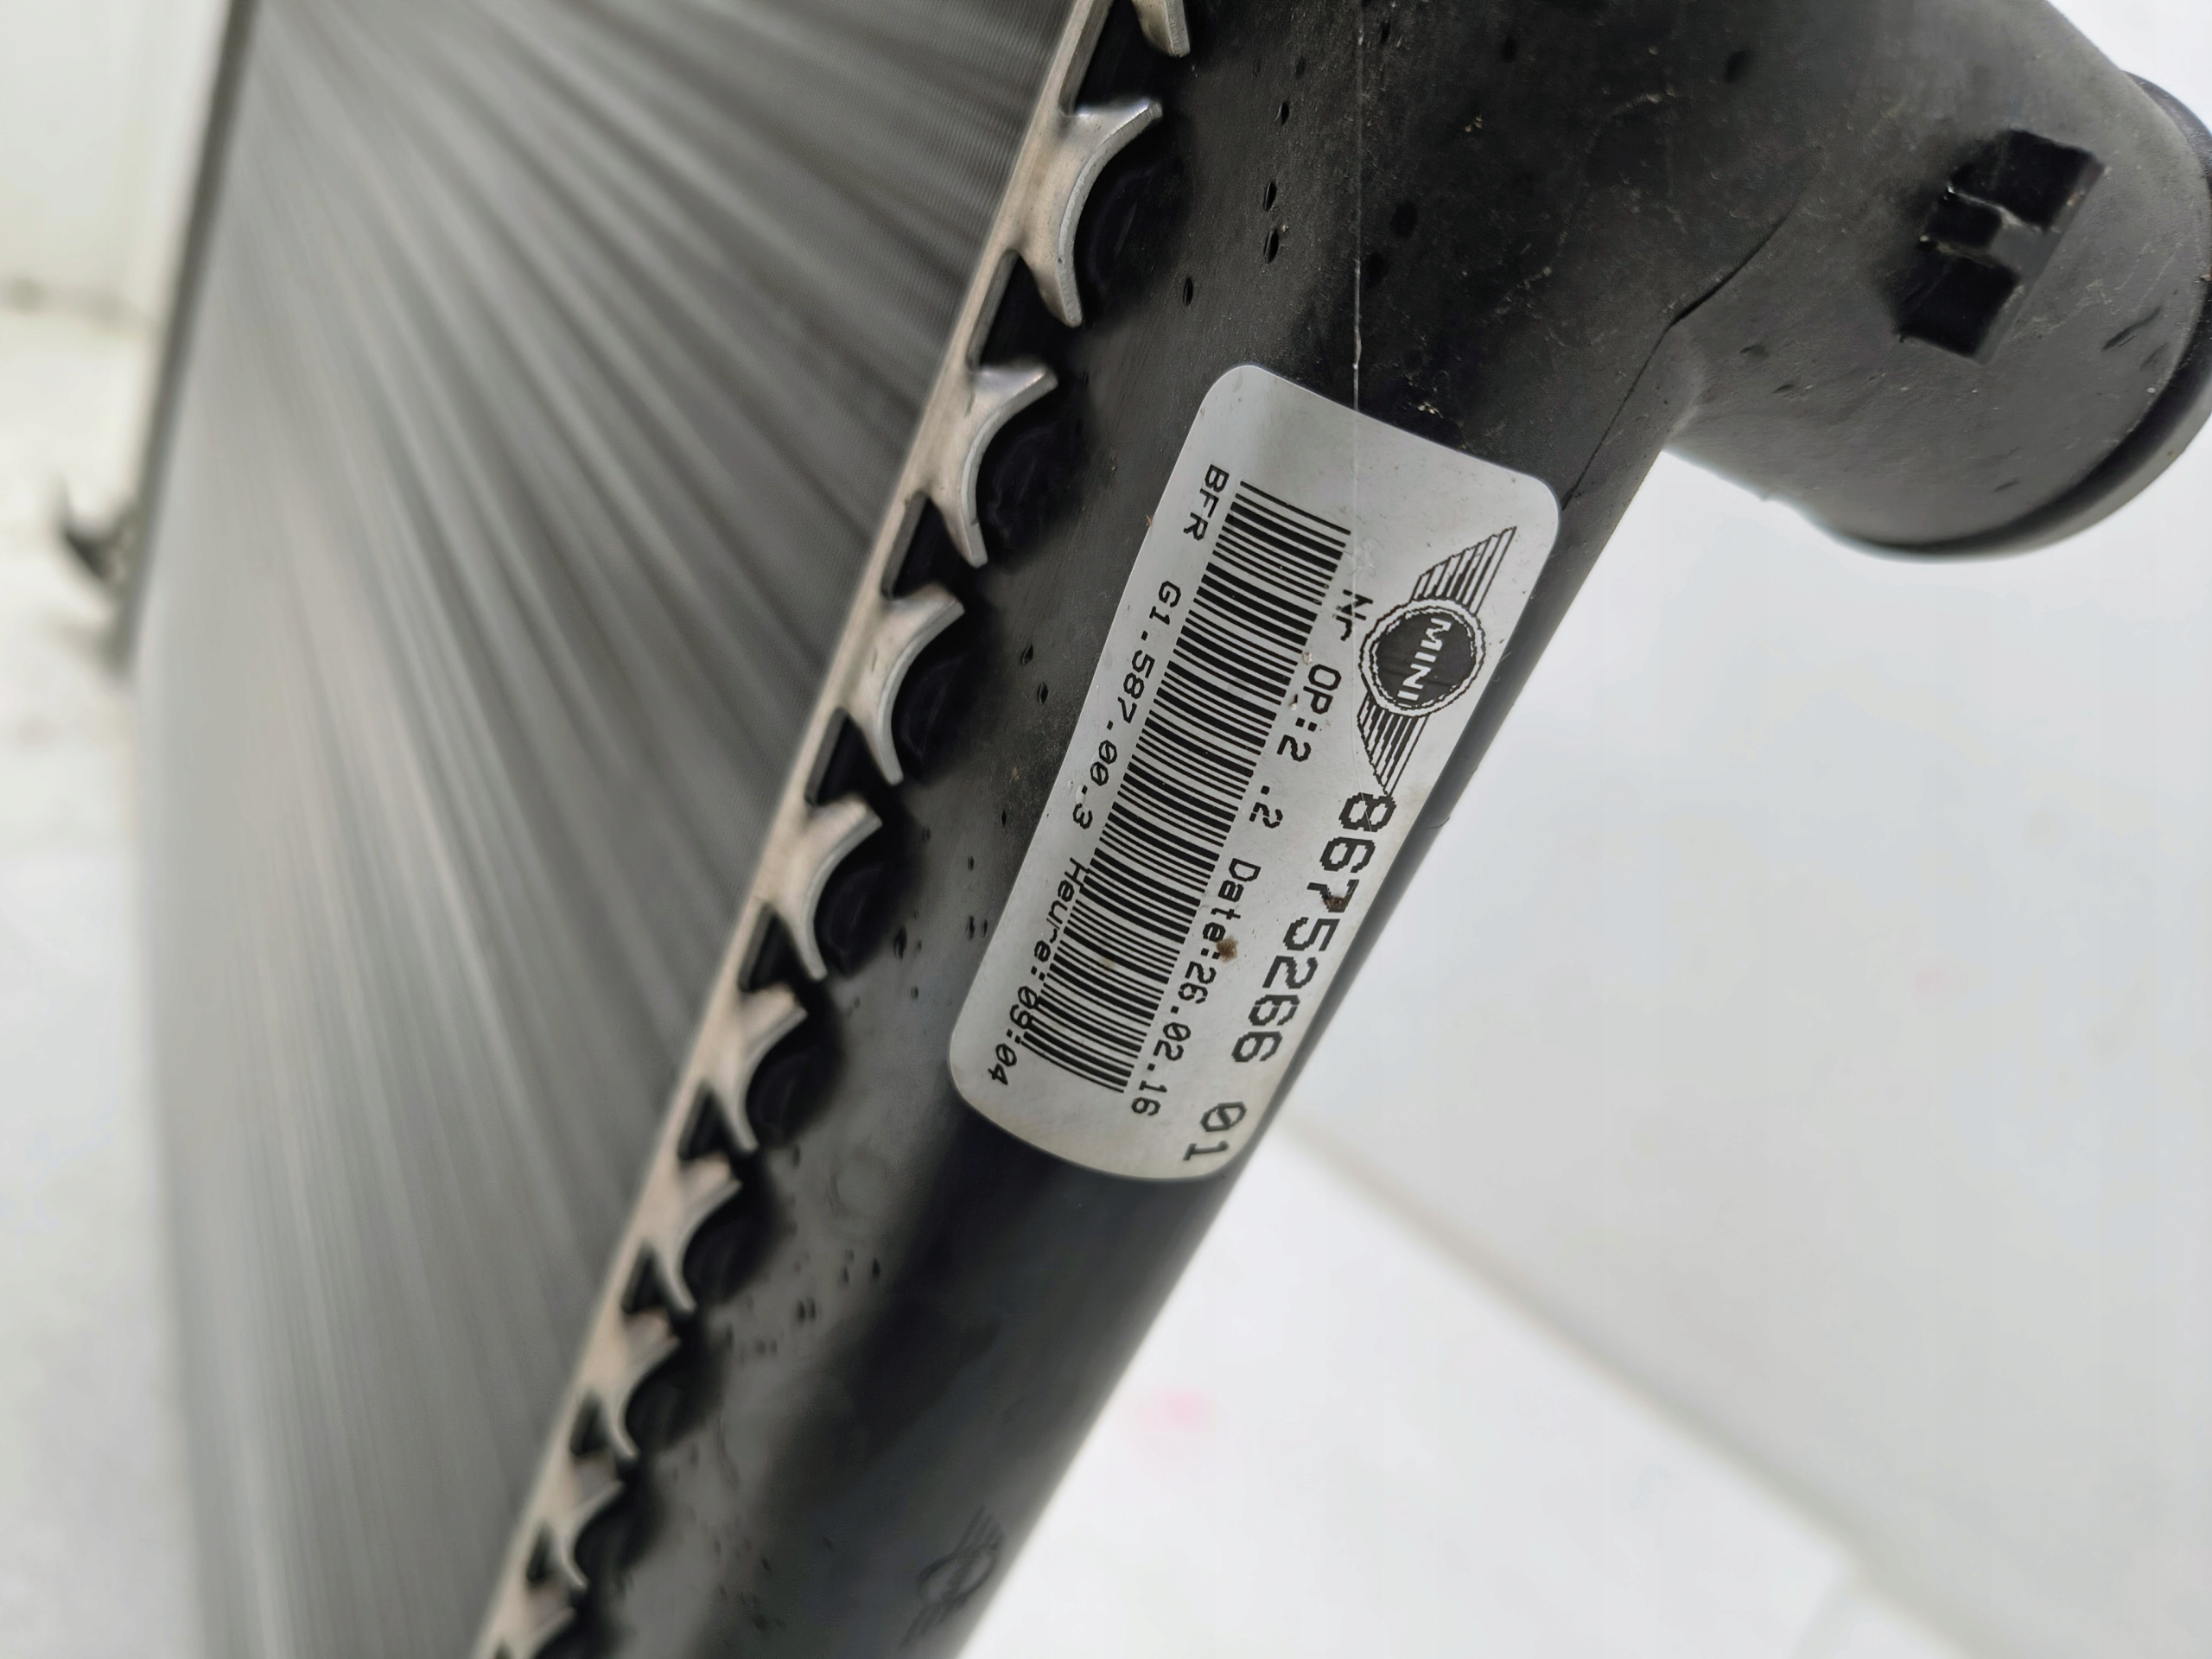 MINI
8675266 01
Nr OP:2 .2 Date:26.02.16
BFR G1.587.00.3 Heure:09:04